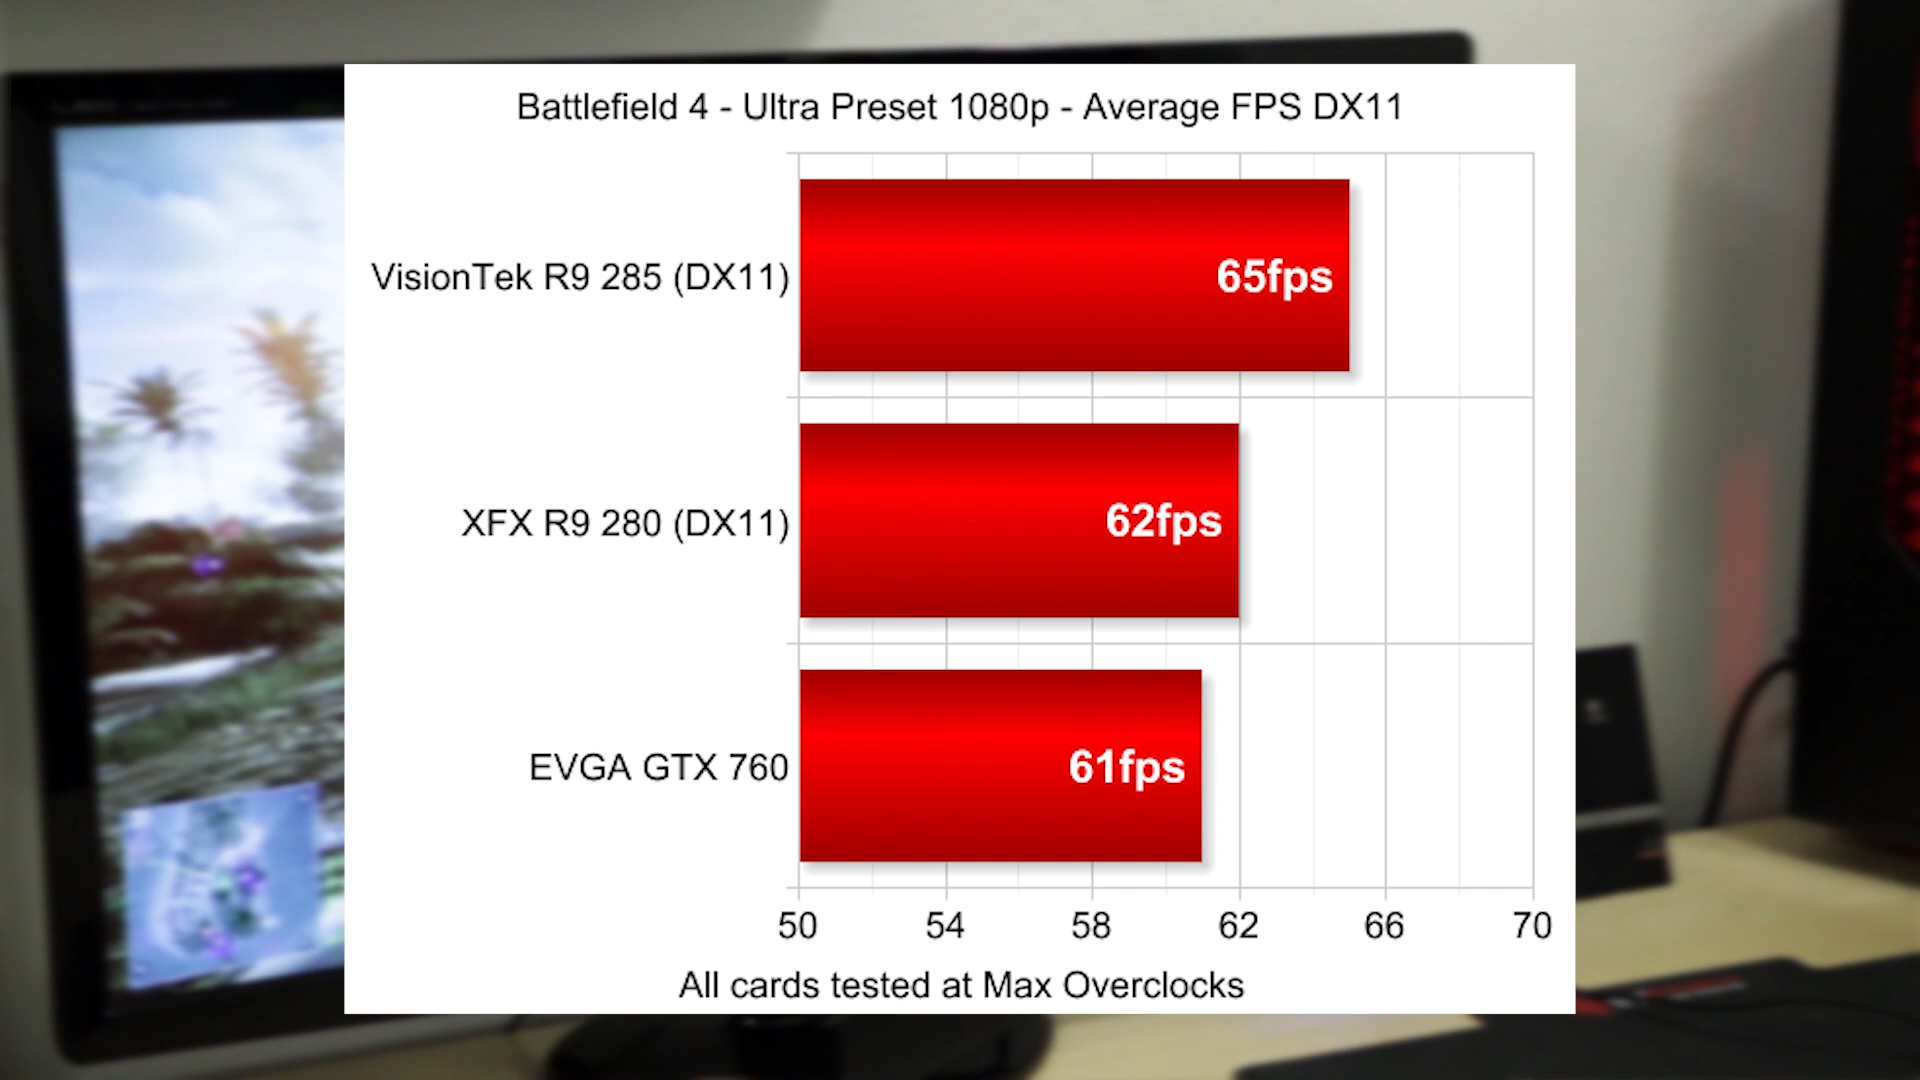 Battlefield 4 - Ultra Preset 1080p - Average FPS DX11
VisionTek R9 285 (DX11)
65fps
XFX R9 280 (DX11)
62fps
EVGA GTX 760
61fps
50 54 58 62 66 70
All cards tested at Max Overclocks